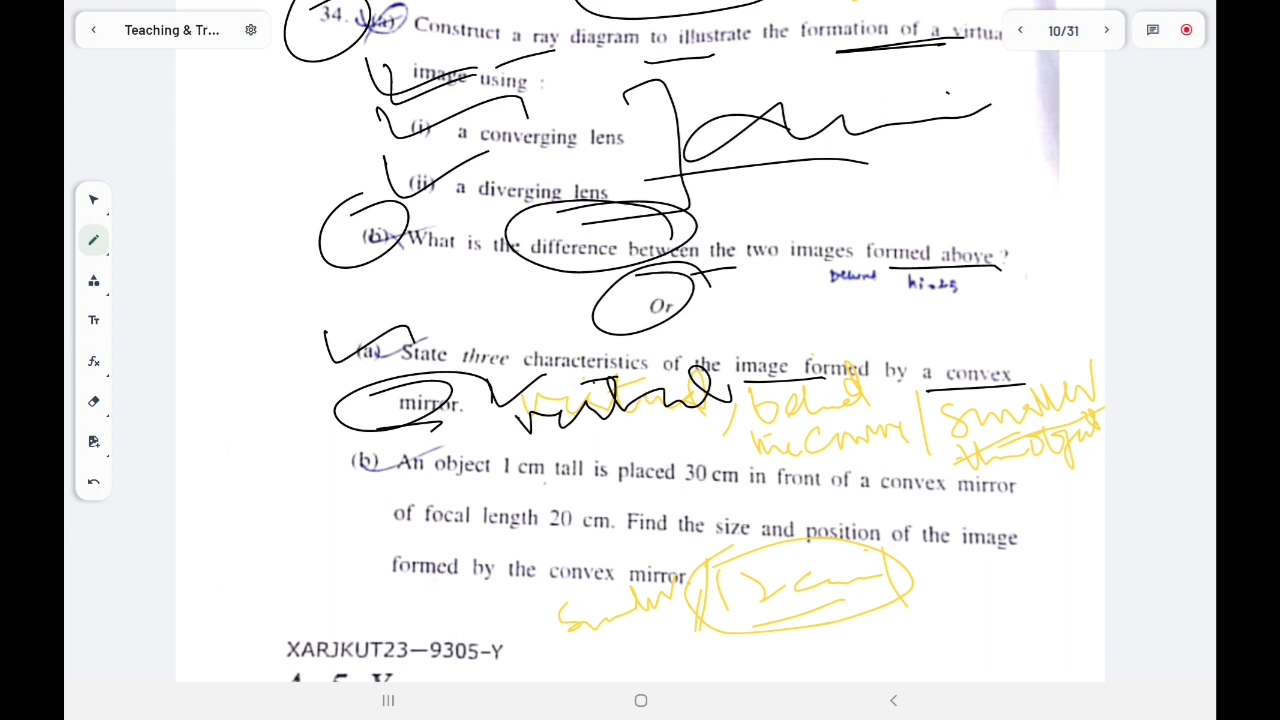 Teaching & Tr...
10/31
34. (a) Construct a ray diagram to illustrate the formation of a virtua
image using :
(i) a converging lens
(ii) a diverging lens
(b) What is the difference between the two images formed above ?
Or
(a) State three characteristics of the image formed by a convex
mirror.
virtual, behind smaller
(b) An object 1 cm tall is placed 30 cm in front of a convex mirror
of focal length 20 cm. Find the size and position of the image
formed by the convex mirror.
12 cm
XARJKUT23—9305-Y